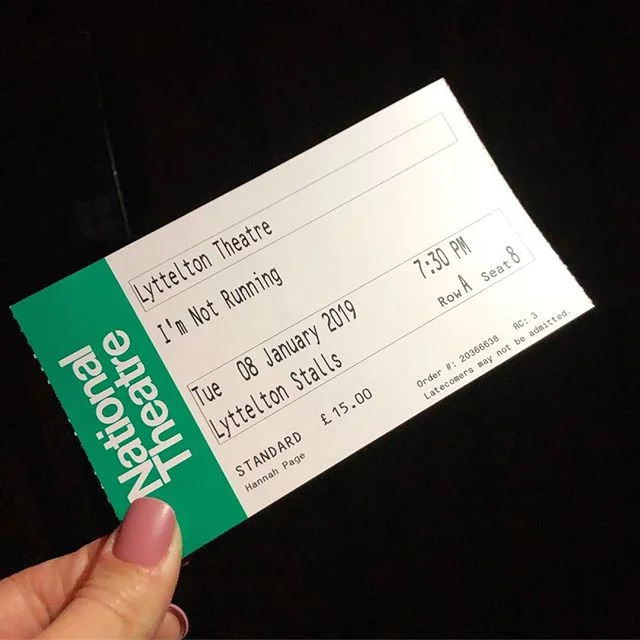 National
Theatre
Lyttelton Theatre
I'm Not Running
Tue 08 January 2019 7:30 PM
Lyttelton Stalls Row A Seat 8
STANDARD £15.00
Hannah Page
Order #: 20366636 RC: 3
Latecomers may not be admitted.